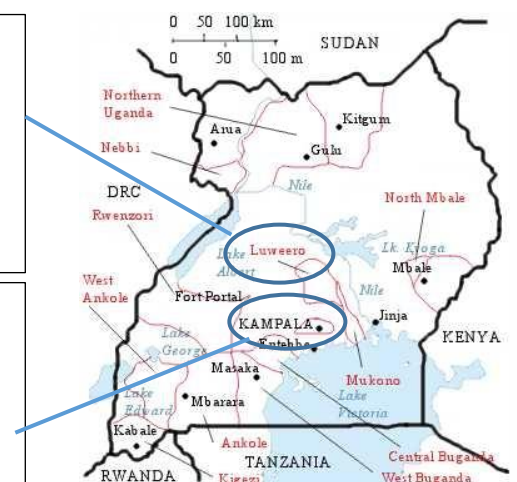 0 50 100 km
0 50 100 m
SUDAN
Northern
Uganda
Kitgum
Arua
Gulu
Nebbi
Nile
DRC
North Mbale
Rwenzori
Luweero
Lake
Albert
Lk. Kyoga
Mbale
West
Ankole
Fort Portal
Nile
KAMPALA
Jinja
Lake
George
Entebbe
KENYA
Masaka
Mukono
Lake
Edward
Lake
Victoria
Mbarara
Kabale
Ankole
Central Buganda
TANZANIA
RWANDA
Kigezi
West Buganda